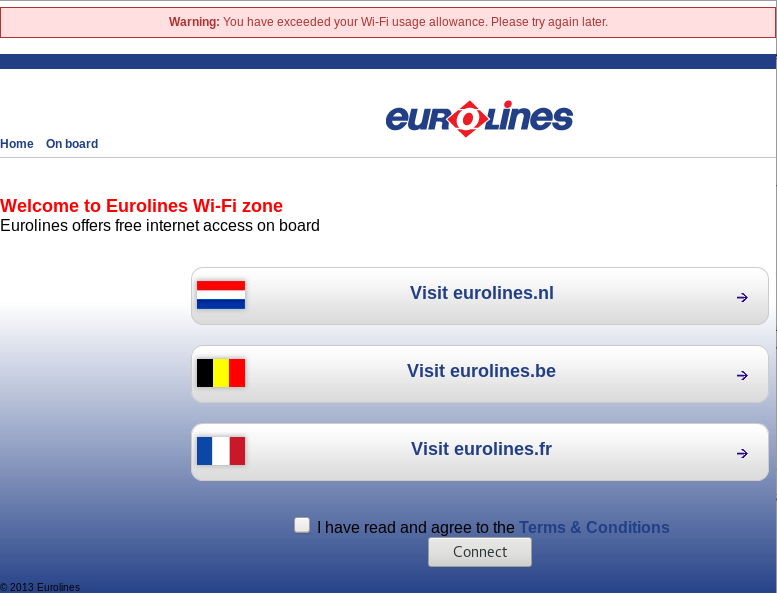 Warning: You have exceeded your Wi-Fi usage allowance. Please try again later.
eurOlines
Home On board
Welcome to Eurolines Wi-Fi zone
Eurolines offers free internet access on board
Visit eurolines.nl
Visit eurolines.be
Visit eurolines.fr
I have read and agree to the Terms & Conditions
Connect
© 2013 Eurolines